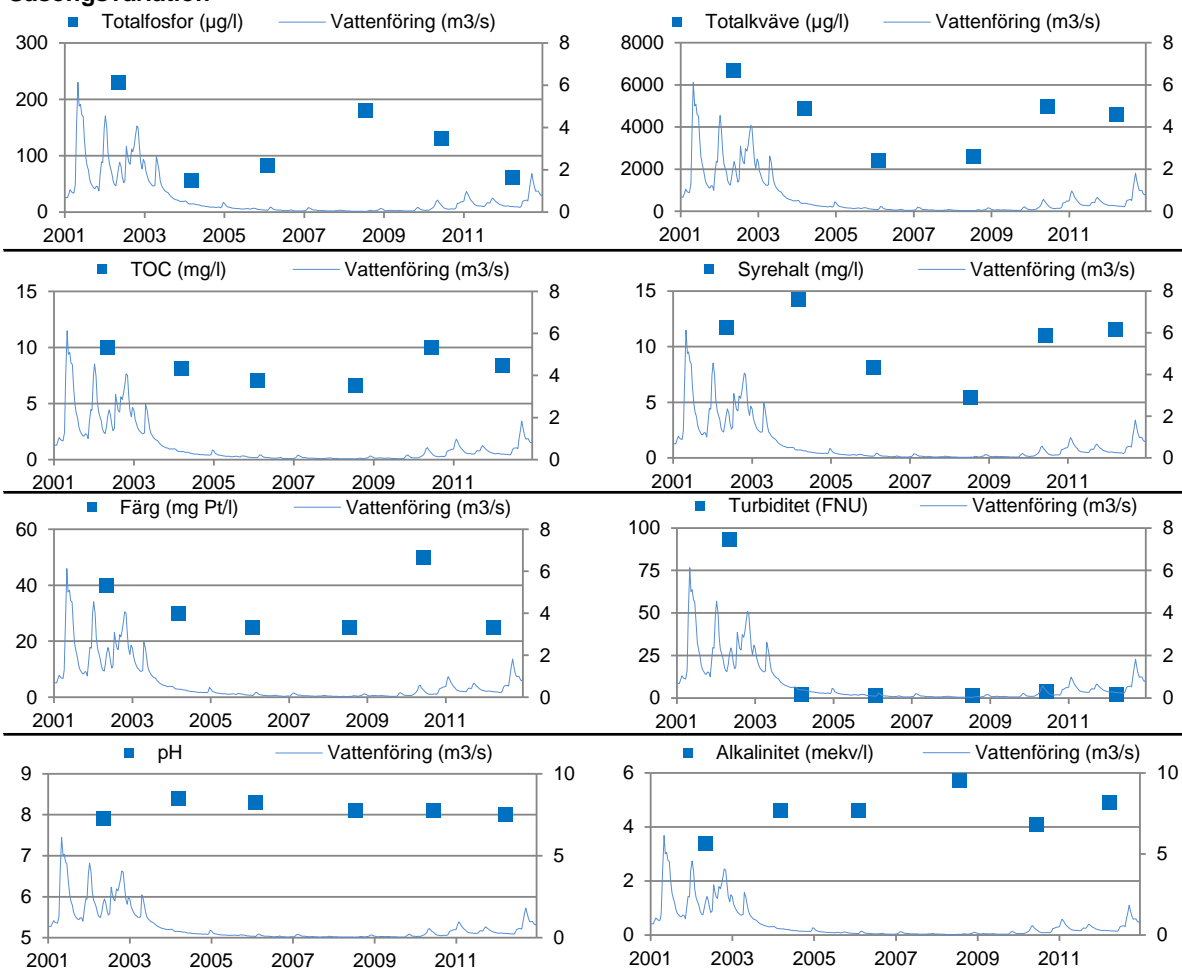 Säsongsvariation
Totalfosfor (µg/l) Vattenföring (m3/s)
300 8
200 6
100 4
2
0 0
2001 2003 2005 2007 2009 2011
Totalkväve (µg/l) Vattenföring (m3/s)
8000 8
6000 6
4000 4
2000 2
0 0
2001 2003 2005 2007 2009 2011
TOC (mg/l) Vattenföring (m3/s)
15 8
10 6
5 4
2
0 0
2001 2003 2005 2007 2009 2011
Syrehalt (mg/l) Vattenföring (m3/s)
15 8
10 6
5 4
2
0 0
2001 2003 2005 2007 2009 2011
Färg (mg Pt/l) Vattenföring (m3/s)
60 8
40 6
20 4
2
0 0
2001 2003 2005 2007 2009 2011
Turbiditet (FNU) Vattenföring (m3/s)
100 8
75 6
50 4
25 2
0 0
2001 2003 2005 2007 2009 2011
pH Vattenföring (m3/s)
9 10
8
7 5
6
5 0
2001 2003 2005 2007 2009 2011
Alkalinitet (mekv/l) Vattenföring (m3/s)
6 10
4 5
2
0 0
2001 2003 2005 2007 2009 2011